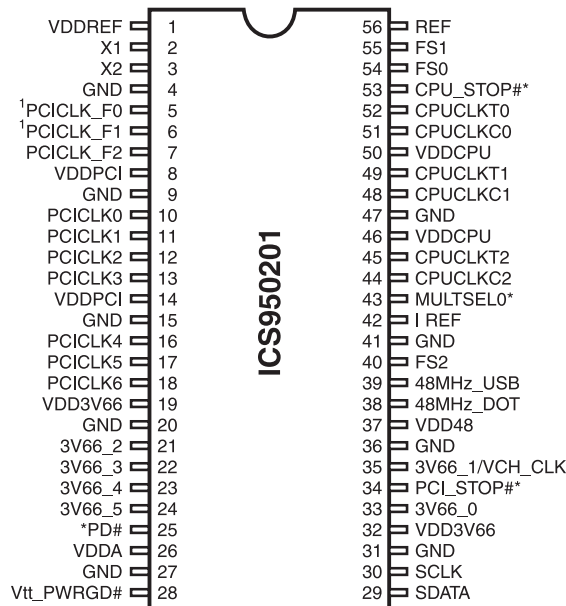 VDDREF 1 56 REF
X1 2 55 FS1
X2 3 54 FS0
GND 4 53 CPU_STOP#*
¹PCICLK_F0 5 52 CPUCLKT0
¹PCICLK_F1 6 51 CPUCLKC0
PCICLK_F2 7 50 VDDCPU
VDDPCI 8 49 CPUCLKT1
GND 9 48 CPUCLKC1
PCICLK0 10 47 GND
PCICLK1 11 46 VDDCPU
PCICLK2 12 45 CPUCLKT2
PCICLK3 13 44 CPUCLKC2
VDDPCI 14 43 MULTSEL0*
GND 15 42 I REF
PCICLK4 16 41 GND
PCICLK5 17 40 FS2
PCICLK6 18 39 48MHz_USB
VDD3V66 19 38 48MHz_DOT
GND 20 37 VDD48
3V66_2 21 36 GND
3V66_3 22 35 3V66_1/VCH_CLK
3V66_4 23 34 PCI_STOP#*
3V66_5 24 33 3V66_0
*PD# 25 32 VDD3V66
VDDA 26 31 GND
GND 27 30 SCLK
Vtt_PWRGD# 28 29 SDATA
ICS950201